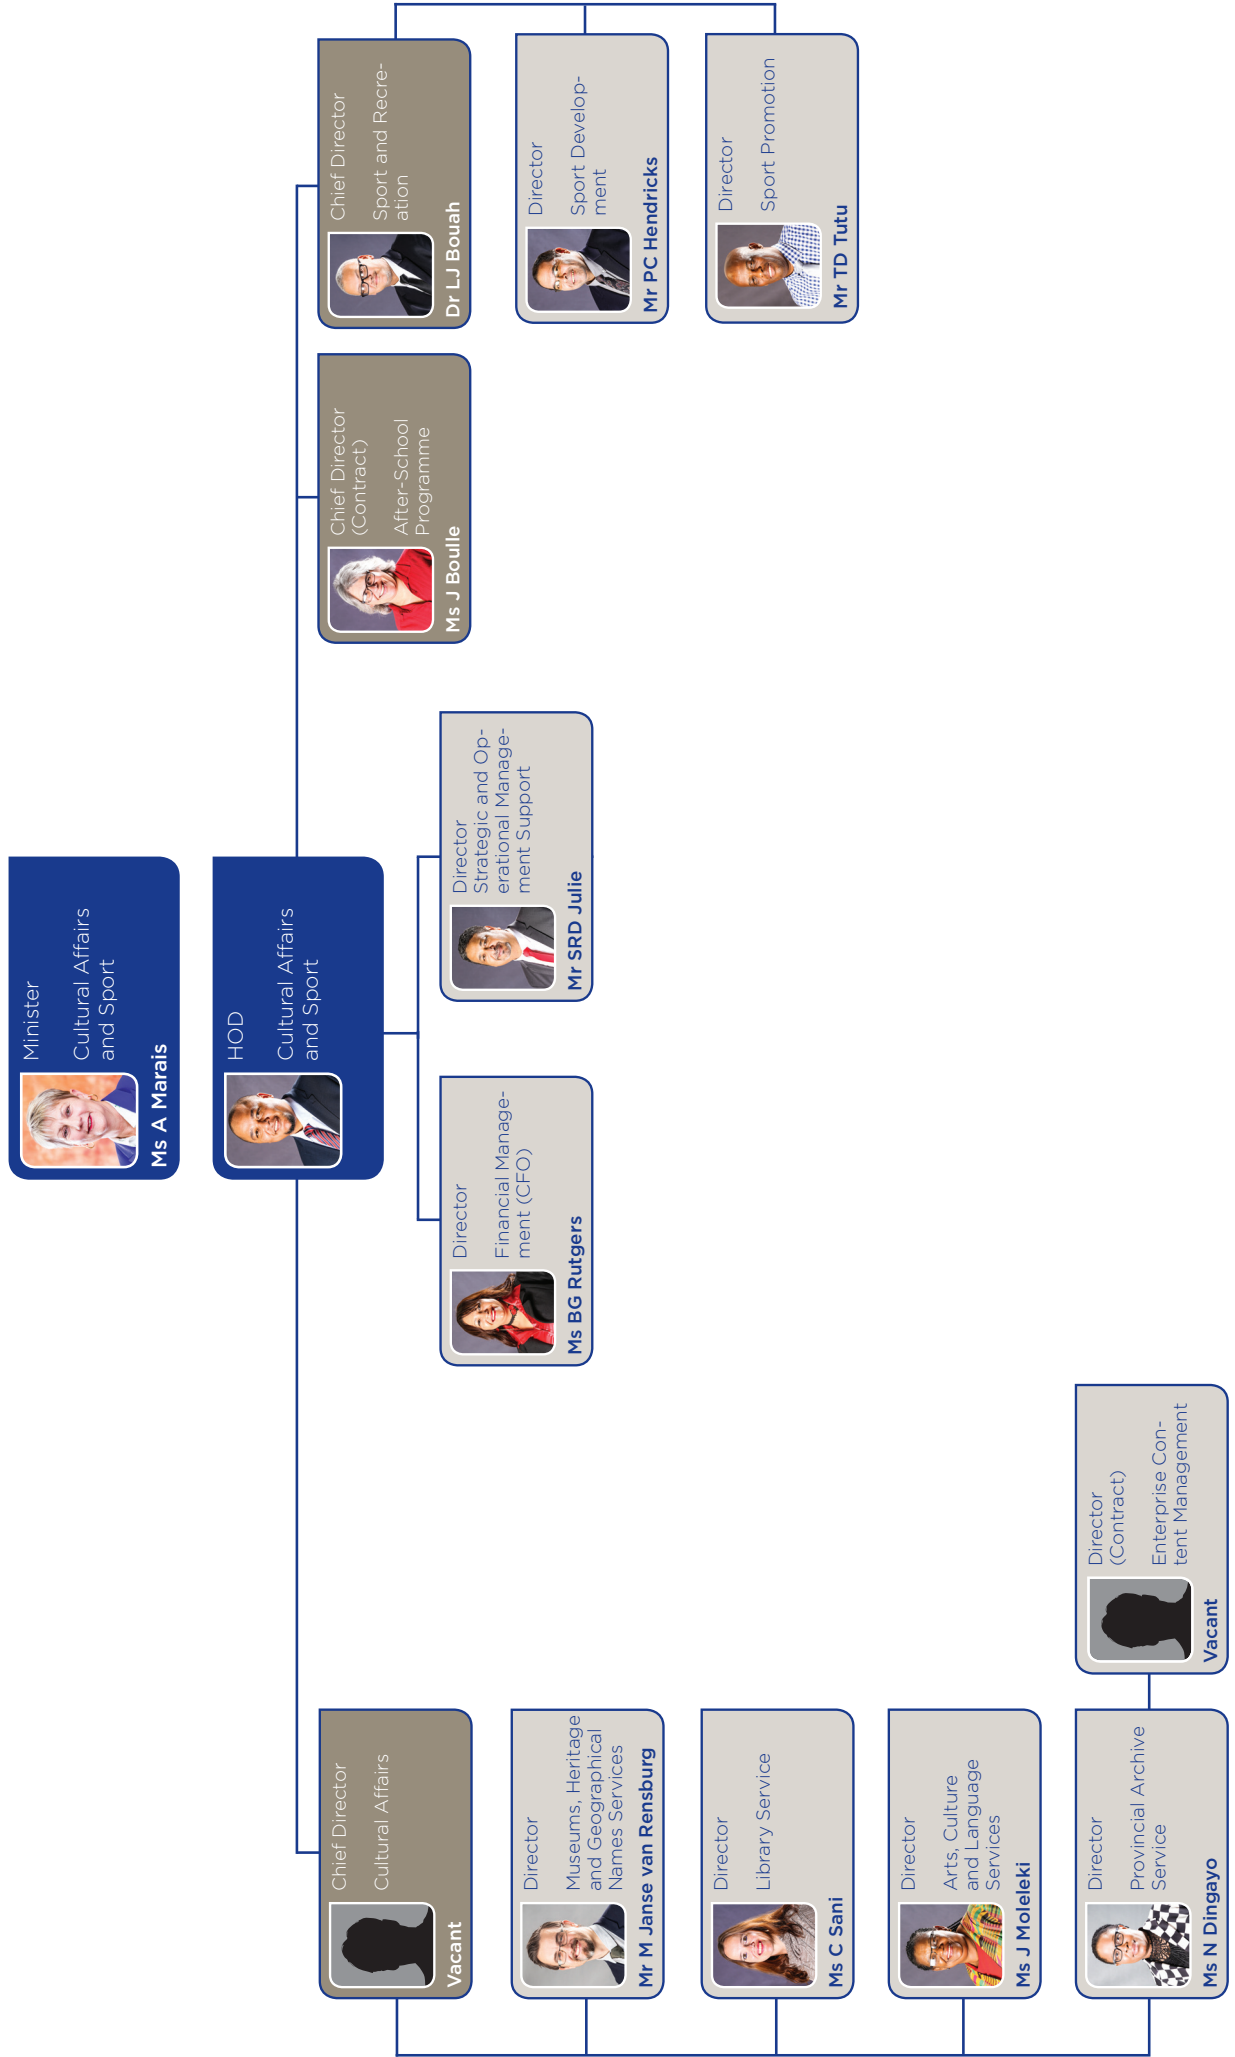 Minister
Cultural Affairs
and Sport
Ms A Marais
HOD
Cultural Affairs
and Sport
Chief Director
Cultural Affairs
Vacant
Director
Museums, Heritage
and Geographical
Names Services
Mr M Janse van Rensburg
Director
Library Service
Ms C Sani
Director
Arts, Culture
and Language
Services
Ms J Moleleki
Director
Provincial Archive
Service
Ms N Dingayo
Director
(Contract)
Enterprise Con-
tent Management
Vacant
Director
Financial Manage-
ment (CFO)
Ms BG Rutgers
Director
Strategic and Op-
erational Manage-
ment Support
Mr SRD Julie
Chief Director
(Contract)
After-School
Programme
Ms J Boulle
Chief Director
Sport and Recre-
ation
Dr LJ Bouah
Director
Sport Develop-
ment
Mr PC Hendricks
Director
Sport Promotion
Mr TD Tutu